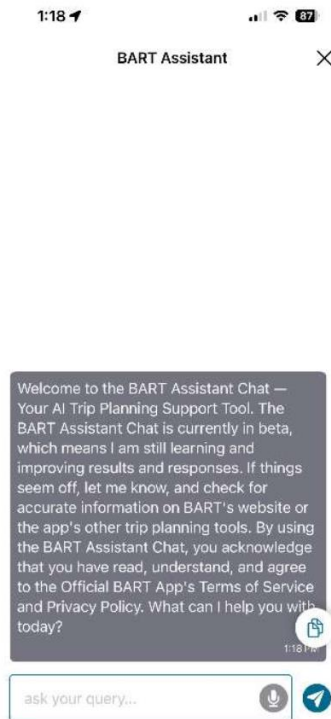 1:18
87
BART Assistant
Welcome to the BART Assistant Chat —
Your AI Trip Planning Support Tool. The
BART Assistant Chat is currently in beta,
which means I am still learning and
improving results and responses. If things
seem off, let me know, and check for
accurate information on BART's website or
the app's other trip planning tools. By using
the BART Assistant Chat, you acknowledge
that you have read, understand, and agree
to the Official BART App's Terms of Service
and Privacy Policy. What can I help you with
today?
1:18 PM
ask your query...